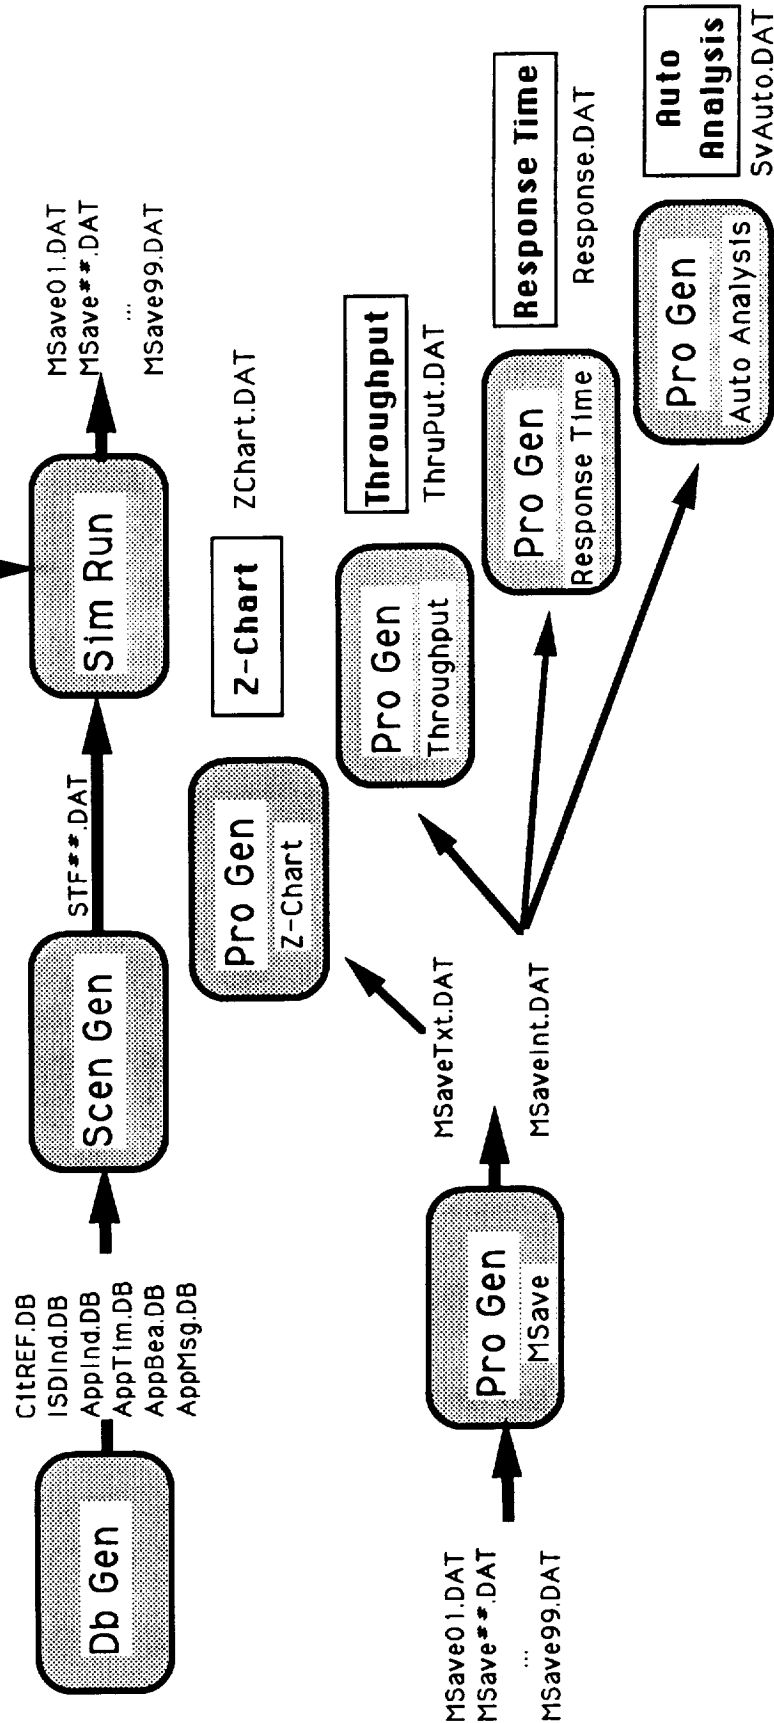 Db Gen
CitREF.DB
ISDInd.DB
AppInd.DB
AppTim.DB
AppBea.DB
AppMsg.DB
Scen Gen
STF**.DAT
Sim Run
MSave01.DAT
MSave**.DAT
...
MSave99.DAT
MSave01.DAT
MSave**.DAT
...
MSave99.DAT
Pro Gen
MSave
MSaveTxt.DAT
MSaveInt.DAT
Pro Gen
Z-Chart
Z-Chart
ZChart.DAT
Pro Gen
Throughput
Throughput
ThruPut.DAT
Pro Gen
Response Time
Response Time
Response.DAT
Pro Gen
Auto Analysis
Auto
Analysis
SvAuto.DAT